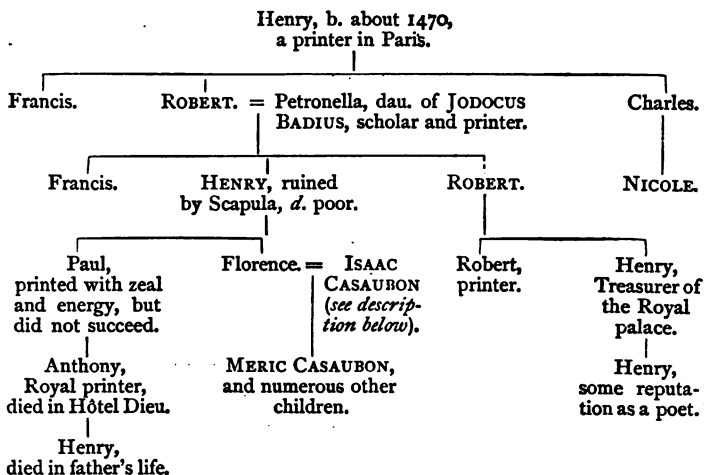 Henry, b. about 1470,
a printer in Paris.
Francis. ROBERT. = Petronella, dau. of JODOCUS Charles.
BADIUS, scholar and printer.
Francis. HENRY, ruined ROBERT. NICOLE.
by Scapula, d. poor.
Paul, Florence. = ISAAC Robert, Henry,
printed with zeal CASAUBON printer. Treasurer of
and energy, but (see descrip- the Royal
did not succeed. tion below). palace.
Anthony, MERIC CASAUBON, Henry,
Royal printer, and numerous other some reputa-
died in Hôtel Dieu. children. tion as a poet.
Henry,
died in father's life.